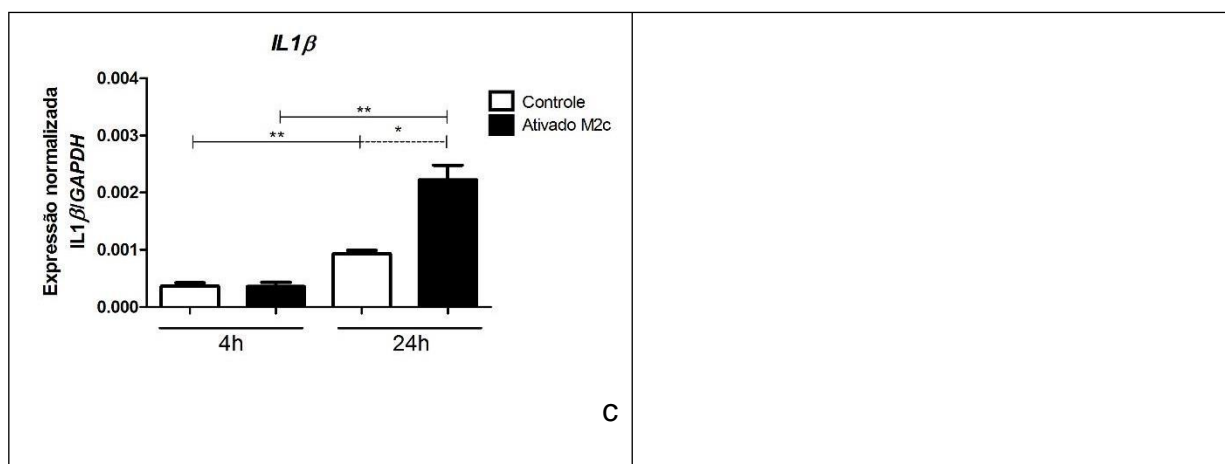 IL1β
Expressão normalizada
IL1β/GAPDH
0.004
0.003
0.002
0.001
0.000
**
**
*
Controle
Ativado M2c
4h
24h
C